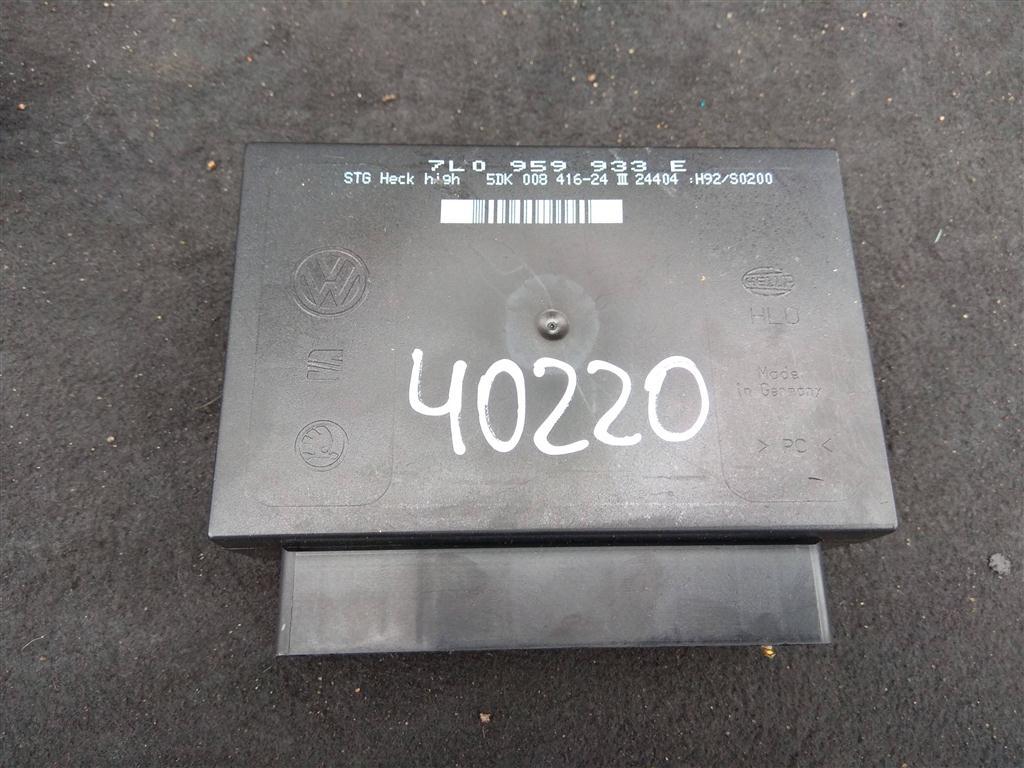 7L0 959 933 E
STG Heck high 5DK 008 416-24 III 24404 :H92/S0200
VW
HELLA
HLO
40220
Made
in Germany
> PC <